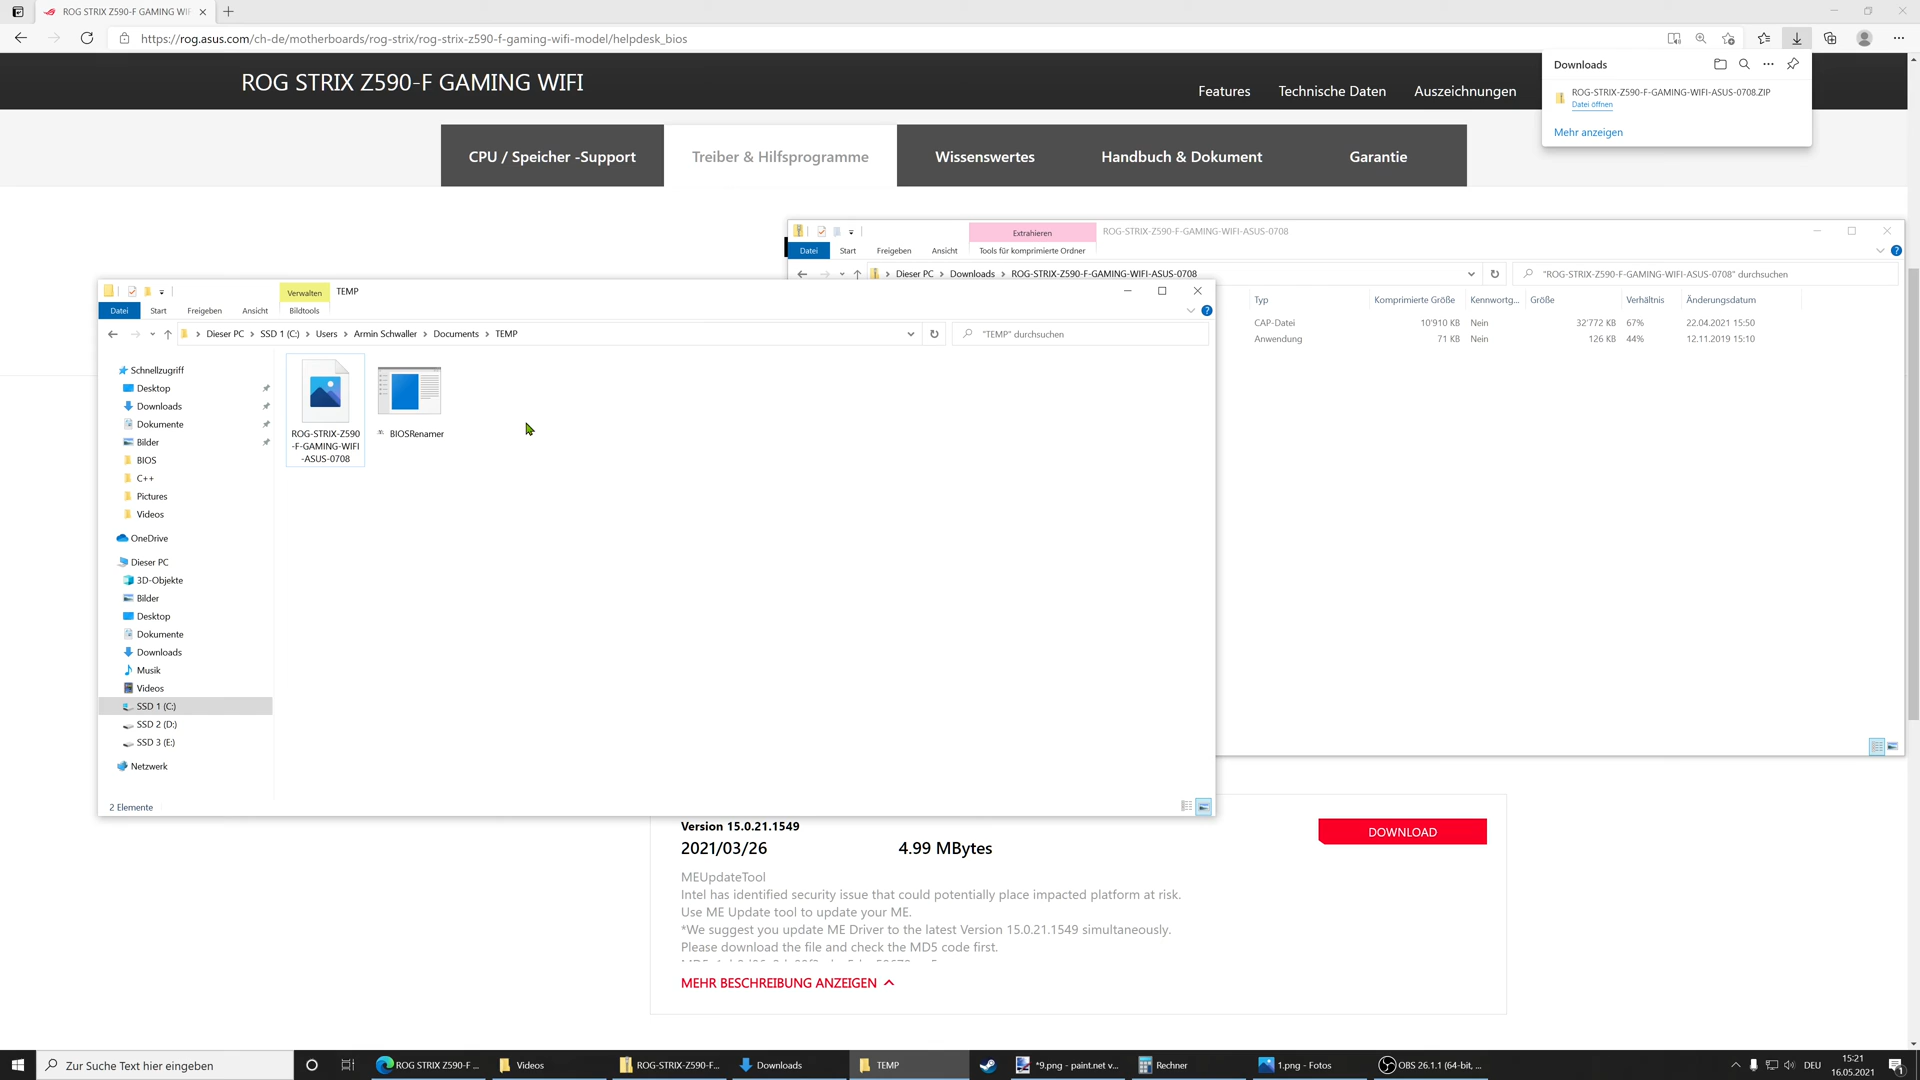 ROG STRIX Z590-F GAMING WIFI
https://rog.asus.com/ch-de/motherboards/rog-strix/rog-strix-z590-f-gaming-wifi-model/helpdesk_bios
ROG STRIX Z590-F GAMING WIFI
Features
Technische Daten
Auszeichnungen
Downloads
ROG-STRIX-Z590-F-GAMING-WIFI-ASUS-0708.ZIP
Datei öffnen
Mehr anzeigen
CPU / Speicher -Support
Treiber & Hilfsprogramme
Wissenswertes
Handbuch & Dokument
Garantie
Extrahieren
ROG-STRIX-Z590-F-GAMING-WIFI-ASUS-0708
Datei
Start
Freigeben
Ansicht
Tools für komprimierte Ordner
Dieser PC
Downloads
ROG-STRIX-Z590-F-GAMING-WIFI-ASUS-0708
"ROG-STRIX-Z590-F-GAMING-WIFI-ASUS-0708" durchsuchen
Typ Komprimierte Größe Kennwortg... Größe Verhältnis Änderungsdatum
CAP-Datei 10'910 KB Nein 32'772 KB 67% 22.04.2021 15:50
Anwendung 71 KB Nein 126 KB 44% 12.11.2019 15:10
Verwalten
TEMP
Datei
Start
Freigeben
Ansicht
Bildtools
Dieser PC
SSD 1 (C:)
Users
Armin Schwaller
Documents
TEMP
"TEMP" durchsuchen
Schnellzugriff
Desktop
Downloads
Dokumente
Bilder
BIOS
C++
Pictures
Videos
OneDrive
Dieser PC
3D-Objekte
Bilder
Desktop
Dokumente
Downloads
Musik
Videos
SSD 1 (C:)
SSD 2 (D:)
SSD 3 (E:)
Netzwerk
ROG-STRIX-Z590
-F-GAMING-WIFI
-ASUS-0708
BIOSRenamer
2 Elemente
Version 15.0.21.1549
2021/03/26
4.99 MBytes
DOWNLOAD
MEUpdateTool
Intel has identified security issue that could potentially place impacted platform at risk.
Use ME Update tool to update your ME.
*We suggest you update ME Driver to the latest Version 15.0.21.1549 simultaneously.
Please download the file and check the MD5 code first.
MEHR BESCHREIBUNG ANZEIGEN
Zur Suche Text hier eingeben
ROG STRIX Z590-F ...
Videos
ROG-STRIX-Z590-F...
Downloads
TEMP
*9.png - paint.net v...
Rechner
1.png - Fotos
OBS 26.1.1 (64-bit, ...
DEU
15:21
16.05.2021
1